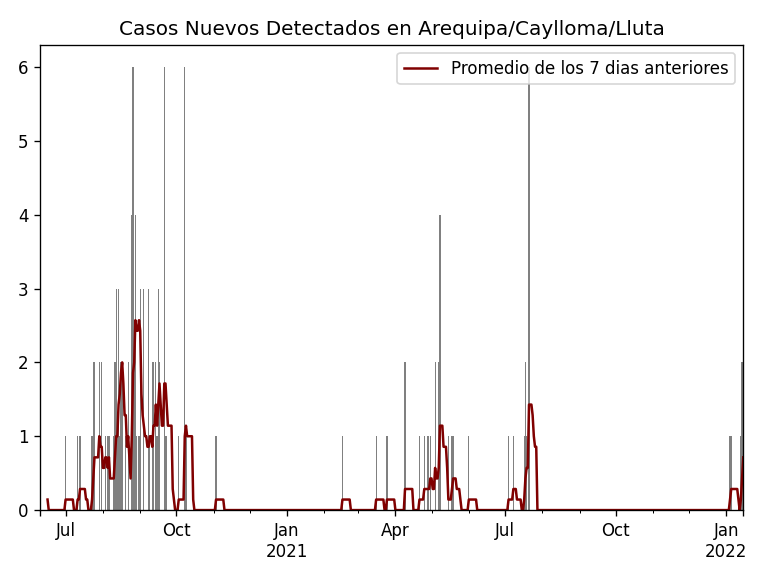 Casos Nuevos Detectados en Arequipa/Caylloma/Lluta
Promedio de los 7 dias anteriores
6
5
4
3
2
1
0
Jul Oct Jan Apr Jul Oct Jan
2021 2022